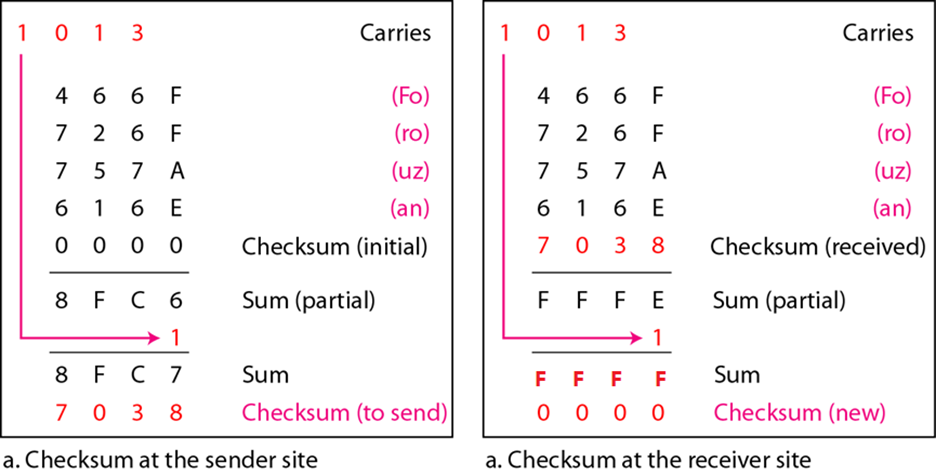 1 0 1 3 Carries
4 6 6 F (Fo)
7 2 6 F (ro)
7 5 7 A (uz)
6 1 6 E (an)
0 0 0 0 Checksum (initial)
8 F C 6 Sum (partial)
1
8 F C 7 Sum
7 0 3 8 Checksum (to send)
a. Checksum at the sender site
1 0 1 3 Carries
4 6 6 F (Fo)
7 2 6 F (ro)
7 5 7 A (uz)
6 1 6 E (an)
7 0 3 8 Checksum (received)
F F F E Sum (partial)
1
F F F F Sum
0 0 0 0 Checksum (new)
a. Checksum at the receiver site